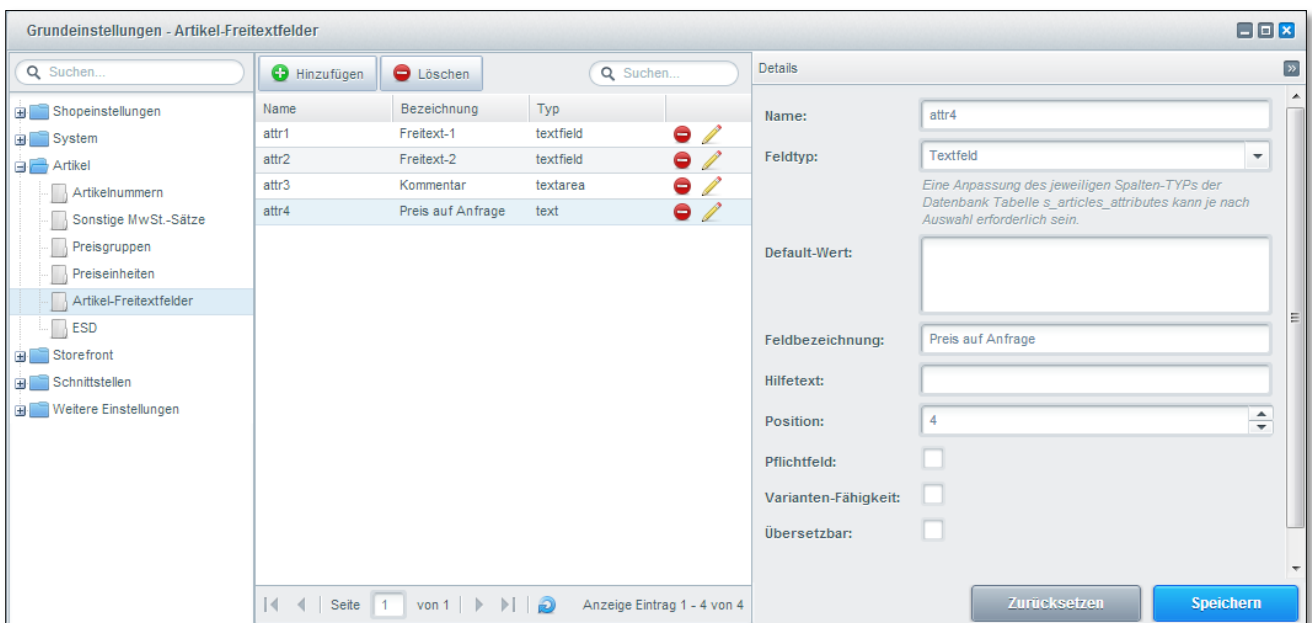 Grundeinstellungen - Artikel-Freitextfelder
Suchen...
Shopeinstellungen
System
Artikel
Artikelnummern
Sonstige MwSt.-Sätze
Preisgruppen
Preiseinheiten
Artikel-Freitextfelder
ESD
Storefront
Schnittstellen
Weitere Einstellungen
Hinzufügen Löschen Suchen...
Name Bezeichnung Typ
attr1 Freitext-1 textfield
attr2 Freitext-2 textfield
attr3 Kommentar textarea
attr4 Preis auf Anfrage text
Seite 1 von 1 Anzeige Eintrag 1 - 4 von 4
Details
Name: attr4
Feldtyp: Textfeld
Eine Anpassung des jeweiligen Spalten-TYPs der
Datenbank Tabelle s_articles_attributes kann je nach
Auswahl erforderlich sein.
Default-Wert:
Feldbezeichnung: Preis auf Anfrage
Hilfetext:
Position: 4
Pflichtfeld:
Varianten-Fähigkeit:
Übersetzbar:
Zurücksetzen Speichern